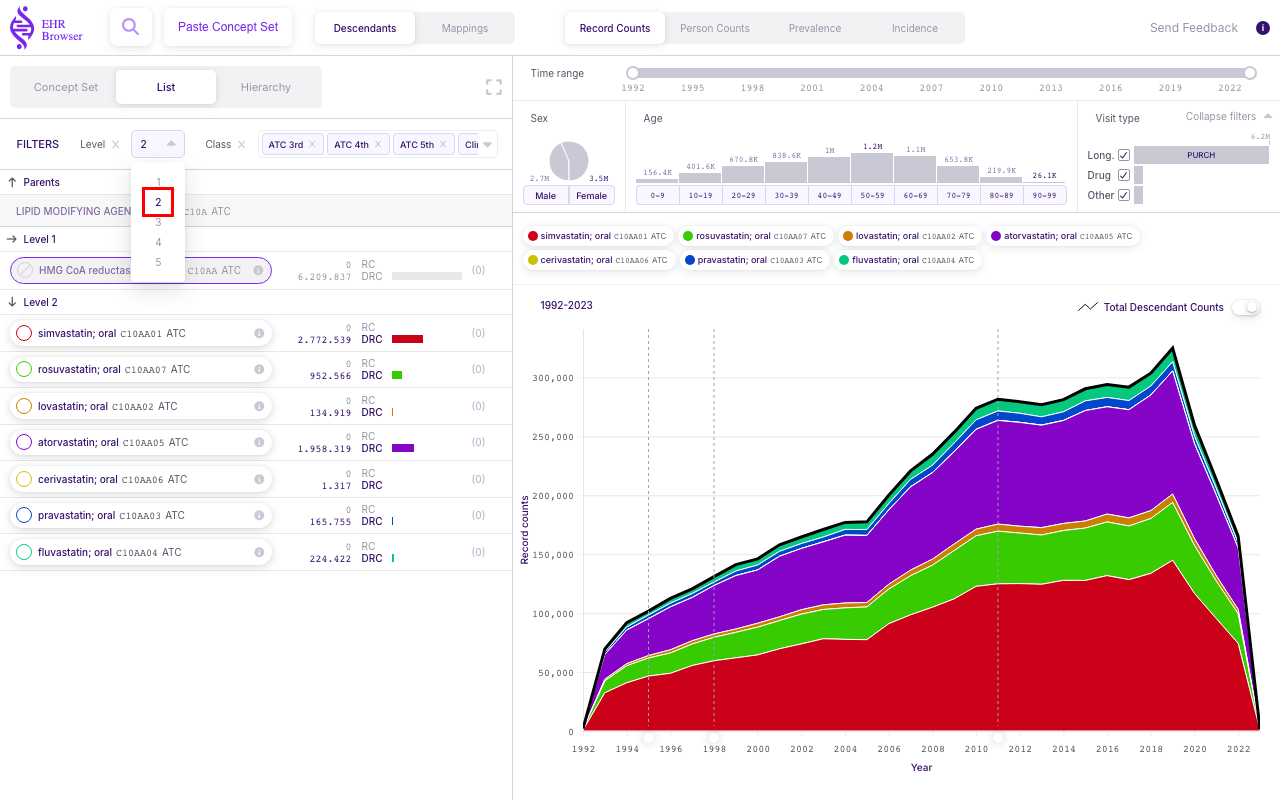 EHR
Browser
Paste Concept Set
Descendants
Mappings
Record Counts
Person Counts
Prevalence
Incidence
Send Feedback
i
Concept Set
List
Hierarchy
FILTERS
Level
2
Class
ATC 3rd
ATC 4th
ATC 5th
Cli
1
2
3
4
5
Parents
LIPID MODIFYING AGEN
C10A ATC
Level 1
HMG CoA reductas
C10AA ATC
0 RC
6.209.837 DRC
(0)
Level 2
simvastatin; oral C10AA01 ATC
0 RC
2.772.539 DRC
(0)
rosuvastatin; oral C10AA07 ATC
0 RC
952.566 DRC
(0)
lovastatin; oral C10AA02 ATC
0 RC
134.919 DRC
(0)
atorvastatin; oral C10AA05 ATC
0 RC
1.958.319 DRC
(0)
cerivastatin; oral C10AA06 ATC
0 RC
1.317 DRC
(0)
pravastatin; oral C10AA03 ATC
0 RC
165.755 DRC
(0)
fluvastatin; oral C10AA04 ATC
0 RC
224.422 DRC
(0)
Time range
1992 1995 1998 2001 2004 2007 2010 2013 2016 2019 2022
Sex
2.7M 3.5M
Male Female
Age
156.4K 401.6K 670.8K 838.6K 1M 1.2M 1.1M 653.8K 219.9K 26.1K
0-9 10-19 20-29 30-39 40-49 50-59 60-69 70-79 80-89 90-99
Visit type
Collapse filters
6.2M
Long. PURCH
Drug
Other
simvastatin; oral C10AA01 ATC
rosuvastatin; oral C10AA07 ATC
lovastatin; oral C10AA02 ATC
atorvastatin; oral C10AA05 ATC
cerivastatin; oral C10AA06 ATC
pravastatin; oral C10AA03 ATC
fluvastatin; oral C10AA04 ATC
1992-2023
Total Descendant Counts
300,000
250,000
200,000
150,000
100,000
50,000
0
Record counts
1992 1994 1996 1998 2000 2002 2004 2006 2008 2010 2012 2014 2016 2018 2020 2022
Year